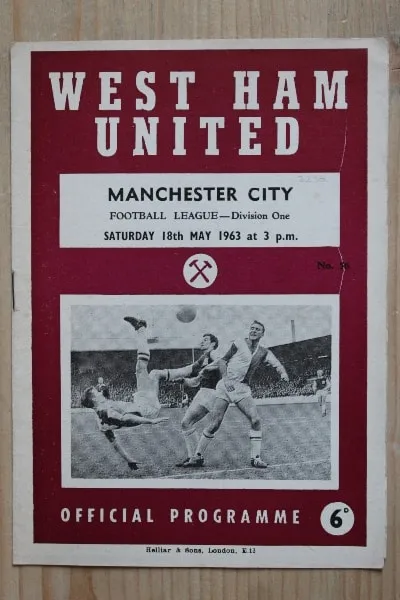 WEST HAM
UNITED
MANCHESTER CITY
FOOTBALL LEAGUE—Division One
SATURDAY 18th MAY 1963 at 3 p.m.
No. 56
OFFICIAL PROGRAMME
6D
Helliar & Sons, London, E.13